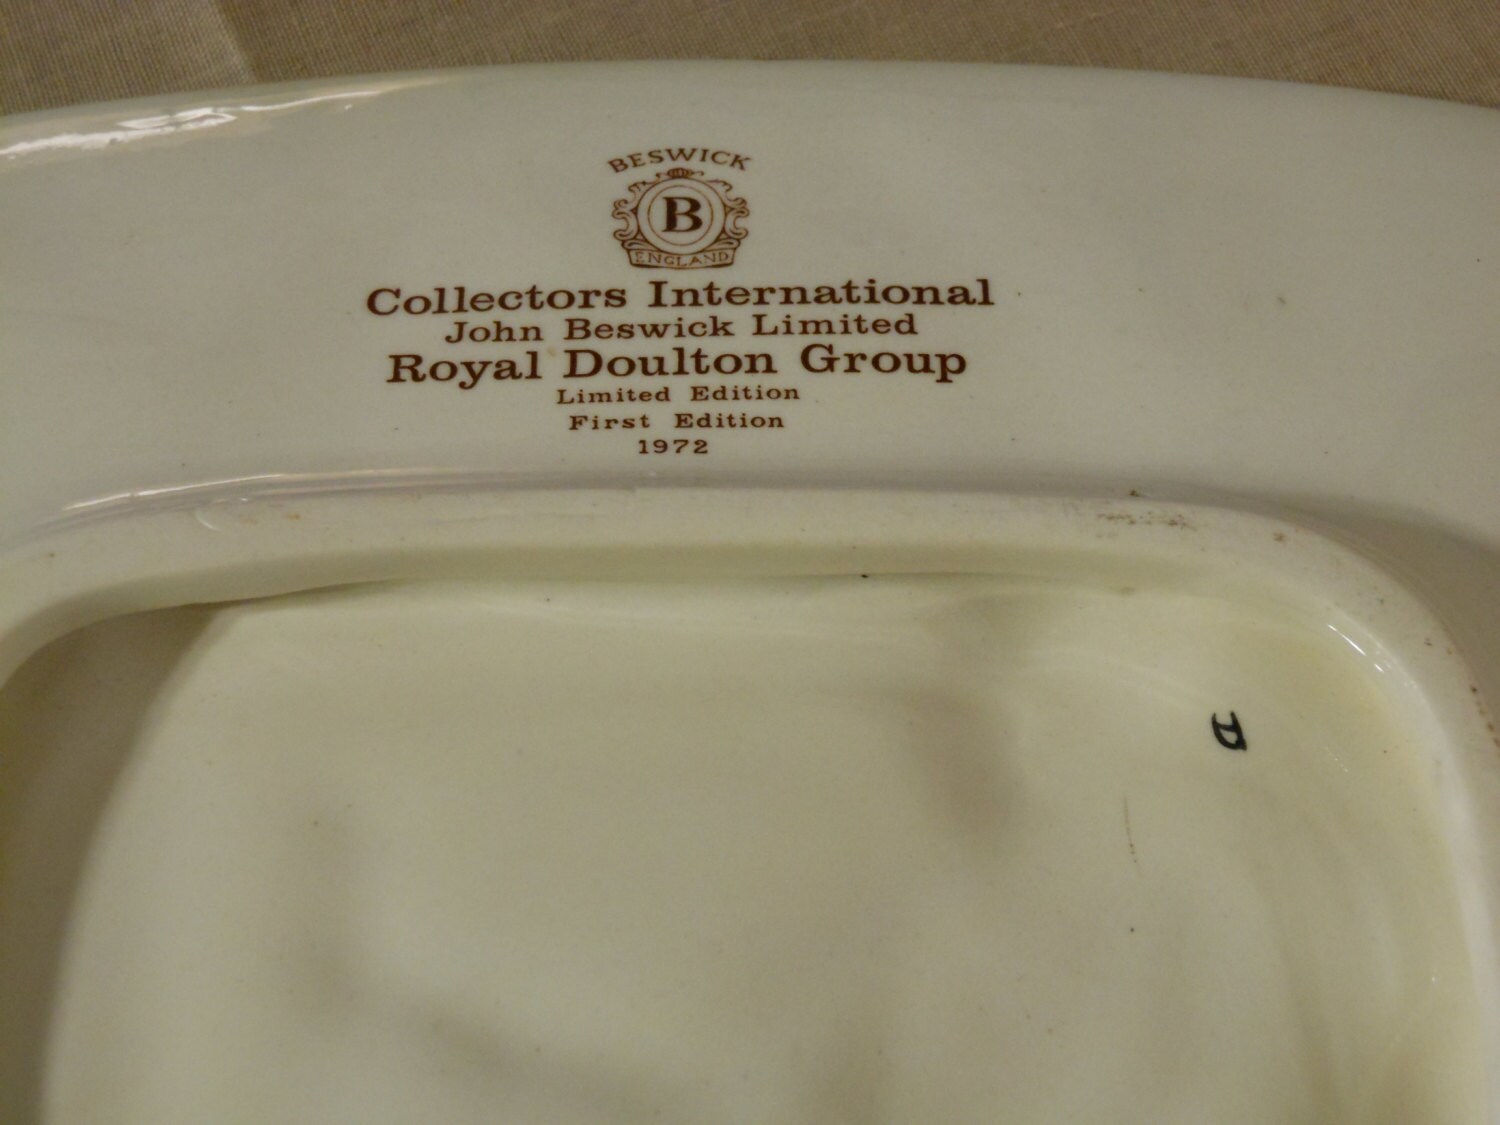 BESWICK
B
ENGLAND
Collectors International
John Beswick Limited
Royal Doulton Group
Limited Edition
First Edition
1972
D